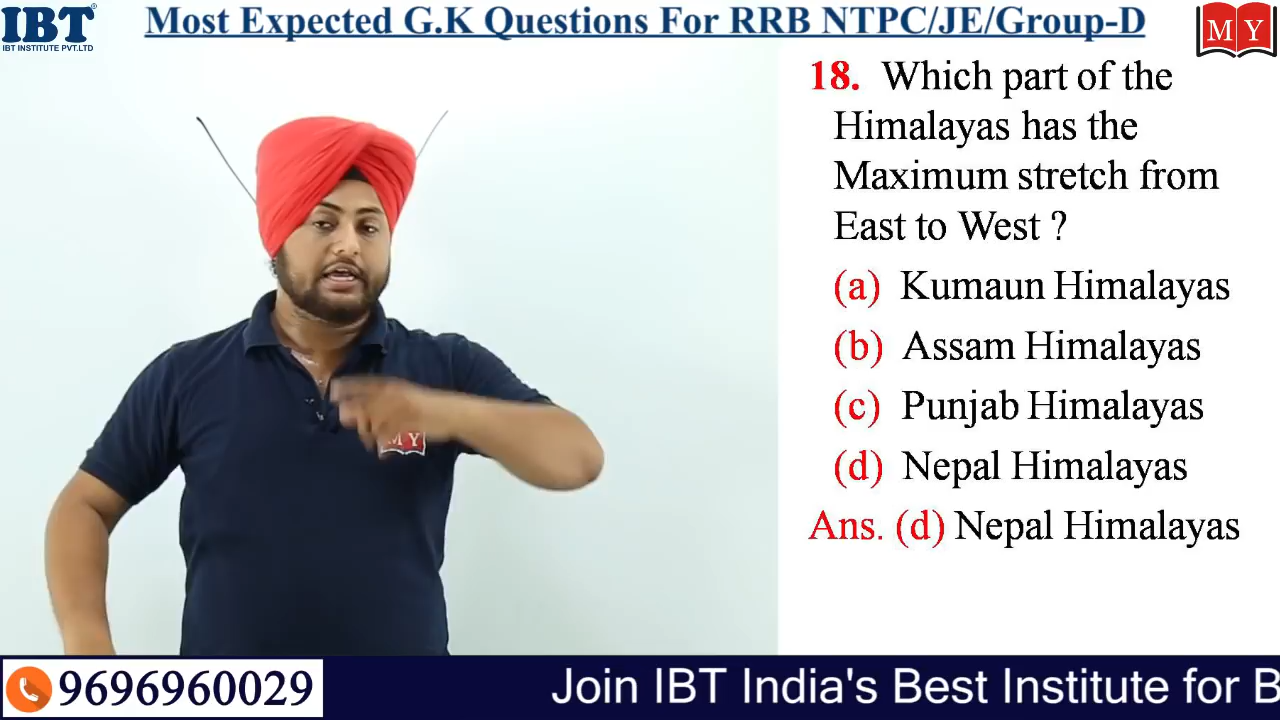 IBT
IBT INSTITUTE PVT.LTD
Most Expected G.K Questions For RRB NTPC/JE/Group-D
MY
18. Which part of the
Himalayas has the
Maximum stretch from
East to West ?
(a) Kumaun Himalayas
(b) Assam Himalayas
(c) Punjab Himalayas
(d) Nepal Himalayas
Ans. (d) Nepal Himalayas
MY
9696960029
Join IBT India's Best Institute for B